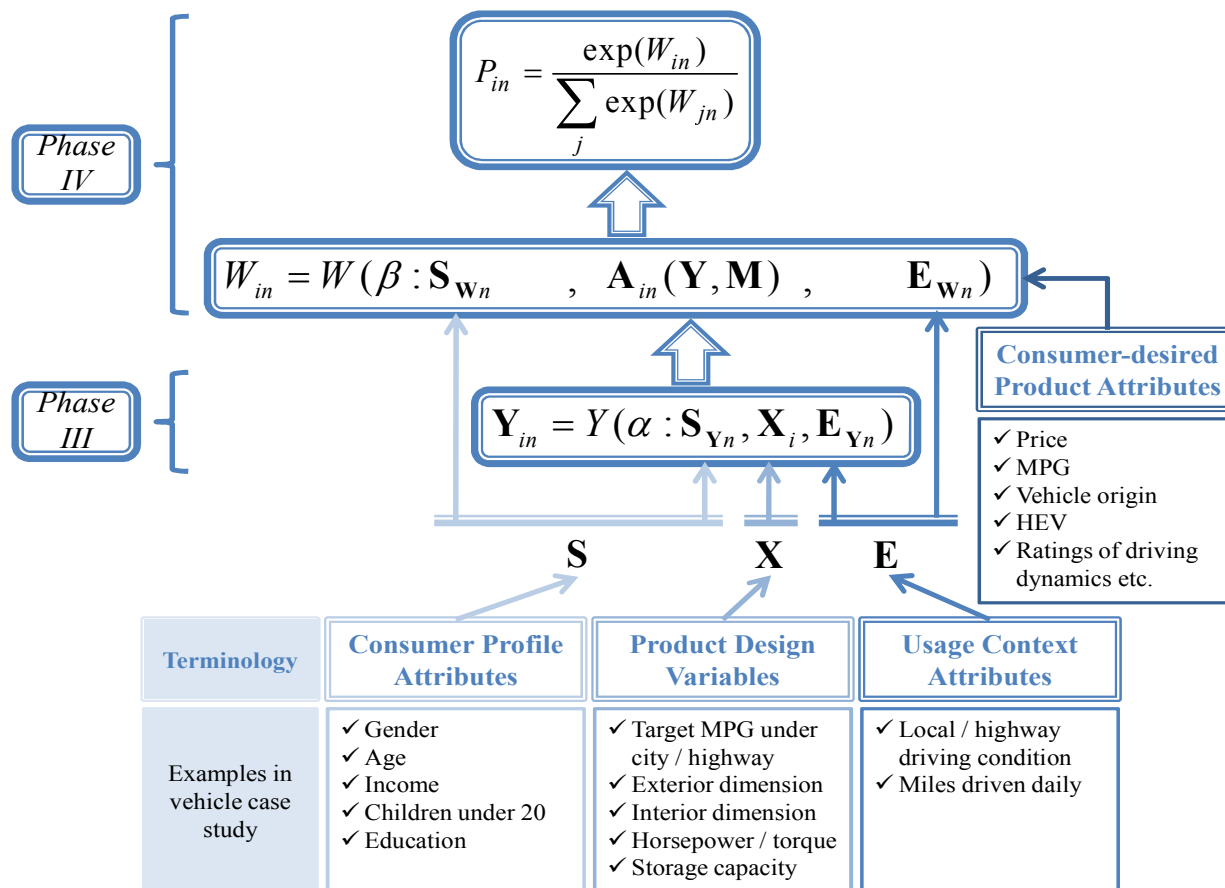 P_in = exp(W_in) / ∑_j exp(W_jn)
Phase
IV
W_in = W(β : S_Wn , A_in(Y, M) , E_Wn)
Consumer-desired
Product Attributes
✓ Price
✓ MPG
✓ Vehicle origin
✓ HEV
✓ Ratings of driving
dynamics etc.
Phase
III
Y_in = Y(α : S_Yn, X_i, E_Yn)
S X E
Terminology
Consumer Profile
Attributes
Product Design
Variables
Usage Context
Attributes
Examples in
vehicle case
study
✓ Gender
✓ Age
✓ Income
✓ Children under 20
✓ Education
✓ Target MPG under
city / highway
✓ Exterior dimension
✓ Interior dimension
✓ Horsepower / torque
✓ Storage capacity
✓ Local / highway
driving condition
✓ Miles driven daily